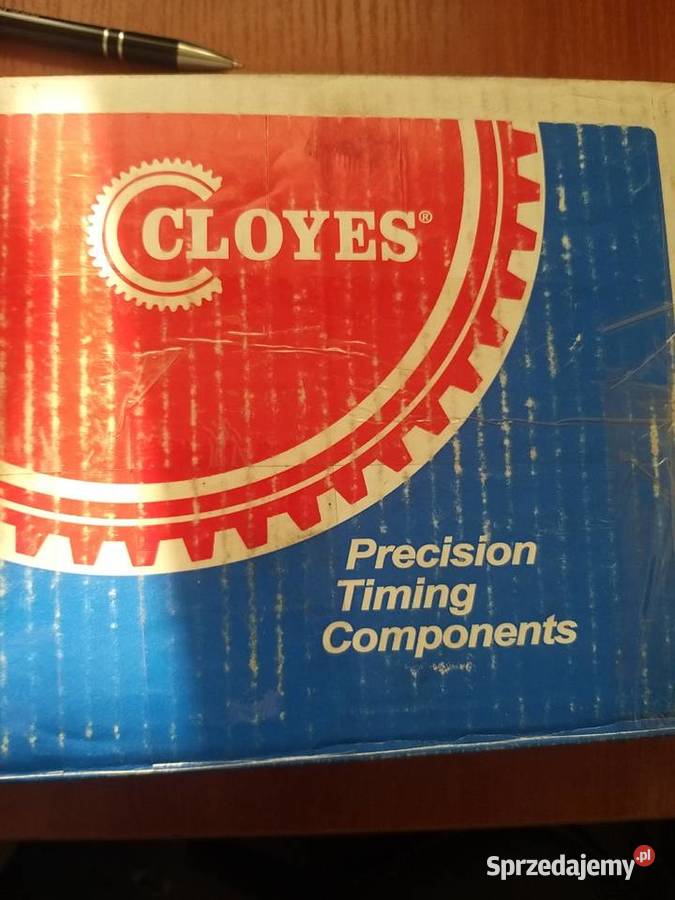 CLOYES®
Precision
Timing
Components
Sprzedajemy.pl